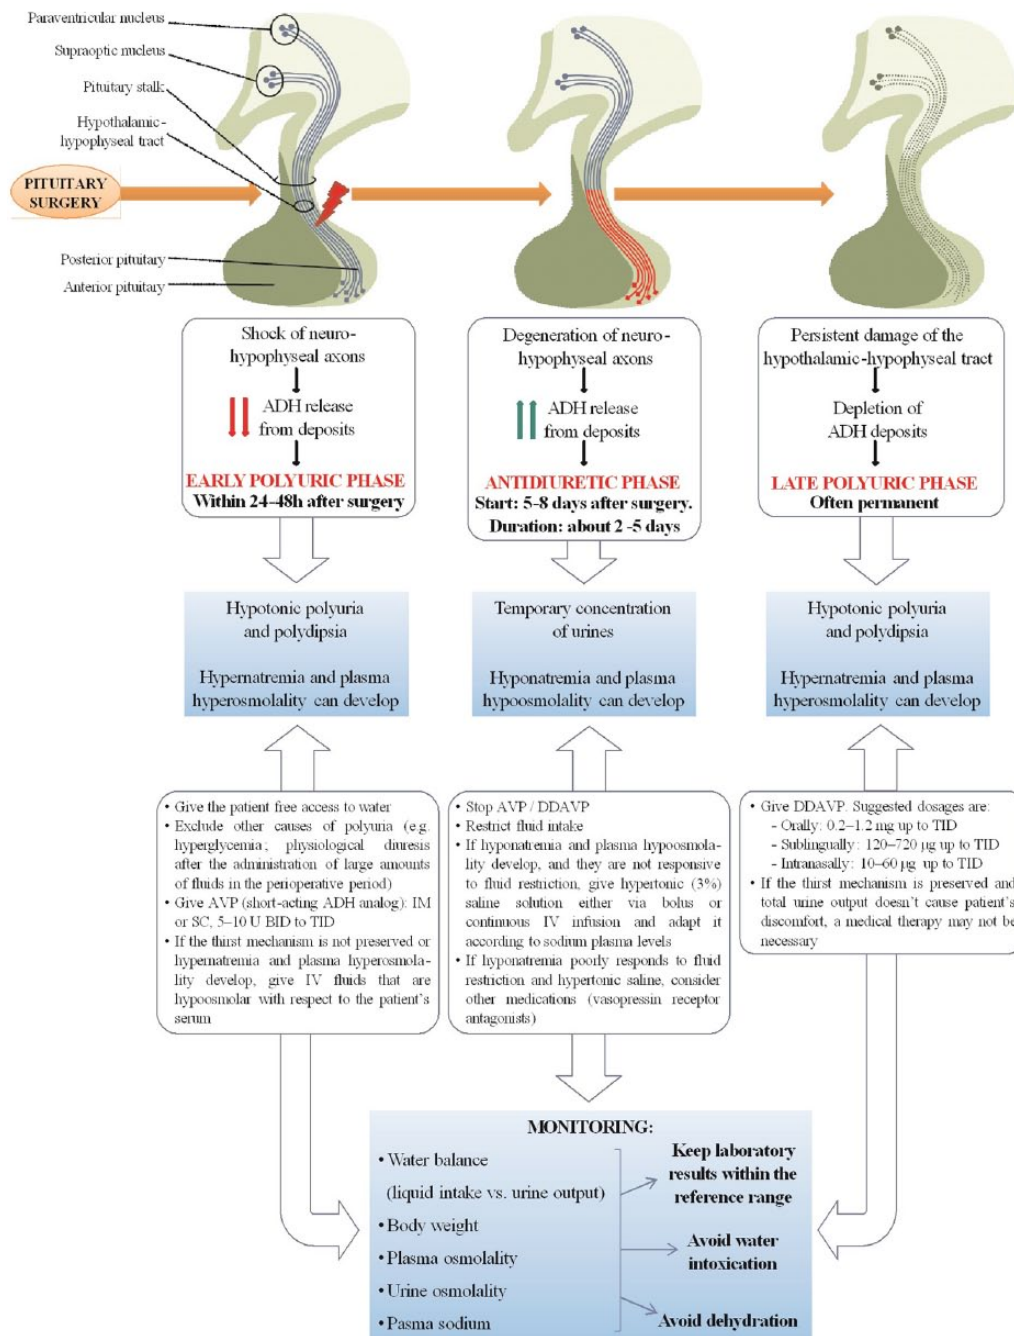 Paraventricular nucleus
Supraoptic nucleus
Pituitary stalk
Hypothalamic-
hypophyseal tract
PITUITARY
SURGERY
Posterior pituitary
Anterior pituitary
Shock of neuro-
hypophyseal axons
ADH release
from deposits
EARLY POLYURIC PHASE
Within 24–48h after surgery
Degeneration of neuro-
hypophyseal axons
ADH release
from deposits
ANTIDIURETIC PHASE
Start: 5-8 days after surgery.
Duration: about 2 -5 days
Persistent damage of the
hypothalamic-hypophyseal tract
Depletion of
ADH deposits
LATE POLYURIC PHASE
Often permanent
Hypotonic polyuria
and polydipsia
Hypernatremia and plasma
hyperosmolality can develop
Temporary concentration
of urines
Hyponatremia and plasma
hypoosmolality can develop
Hypotonic polyuria
and polydipsia
Hypernatremia and plasma
hyperosmolality can develop
• Give the patient free access to water
• Exclude other causes of polyuria (e.g.
hyperglycemia; physiological diuresis
after the administration of large amounts
of fluids in the perioperative period)
• Give AVP (short-acting ADH analog): IM
or SC, 5–10 U BID to TID
• If the thirst mechanism is not preserved or
hypernatremia and plasma hyperosmola-
lity develop, give IV fluids that are
hypoosmolar with respect to the patient's
serum
• Stop AVP / DDAVP
• Restrict fluid intake
• If hyponatremia and plasma hypoosmola-
lity develop, and they are not responsive
to fluid restriction, give hypertonic (3%)
saline solution either via bolus or
continuous IV infusion and adapt it
according to sodium plasma levels
• If hyponatremia poorly responds to fluid
restriction and hypertonic saline, consider
other medications (vasopressin receptor
antagonists)
• Give DDAVP. Suggested dosages are:
- Orally: 0.2–1.2 mg up to TID
- Sublingually: 120–720 μg up to TID
- Intranasally: 10–60 μg up to TID
• If the thirst mechanism is preserved and
total urine output doesn't cause patient's
discomfort, a medical therapy may not be
necessary
MONITORING:
• Water balance
(liquid intake vs. urine output)
• Body weight
• Plasma osmolality
• Urine osmolality
• Pasma sodium
Keep laboratory
results within the
reference range
Avoid water
intoxication
Avoid dehydration